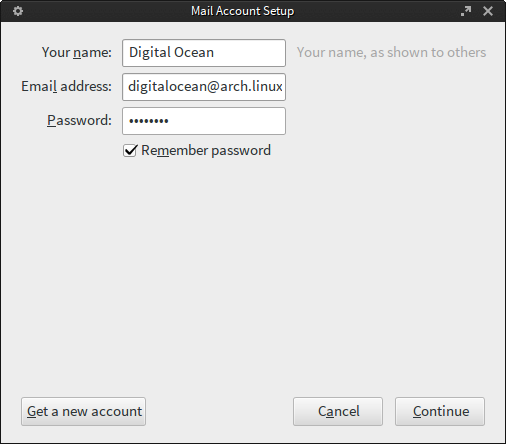 Mail Account Setup
Your name: Digital Ocean Your name, as shown to others
Email address: digitalocean@arch.linux
Password: ••••••••
Remember password
Get a new account Cancel Continue